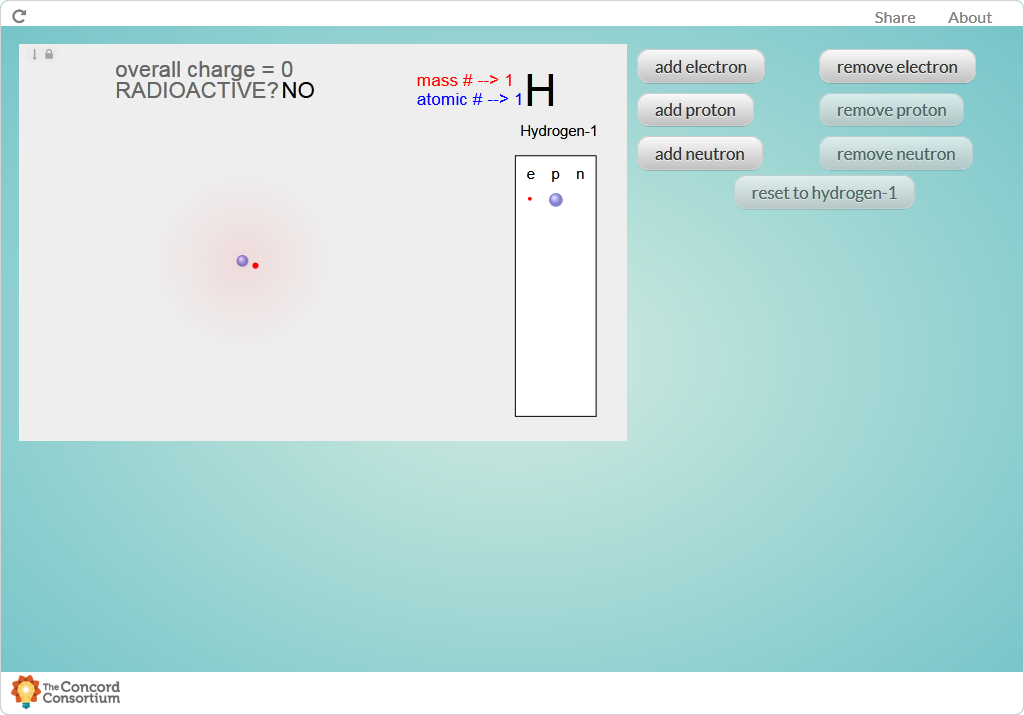 Share About
overall charge = 0
RADIOACTIVE? NO
mass # --> 1
atomic # --> 1
H
Hydrogen-1
e p n
add electron remove electron
add proton remove proton
add neutron remove neutron
reset to hydrogen-1
The Concord
Consortium